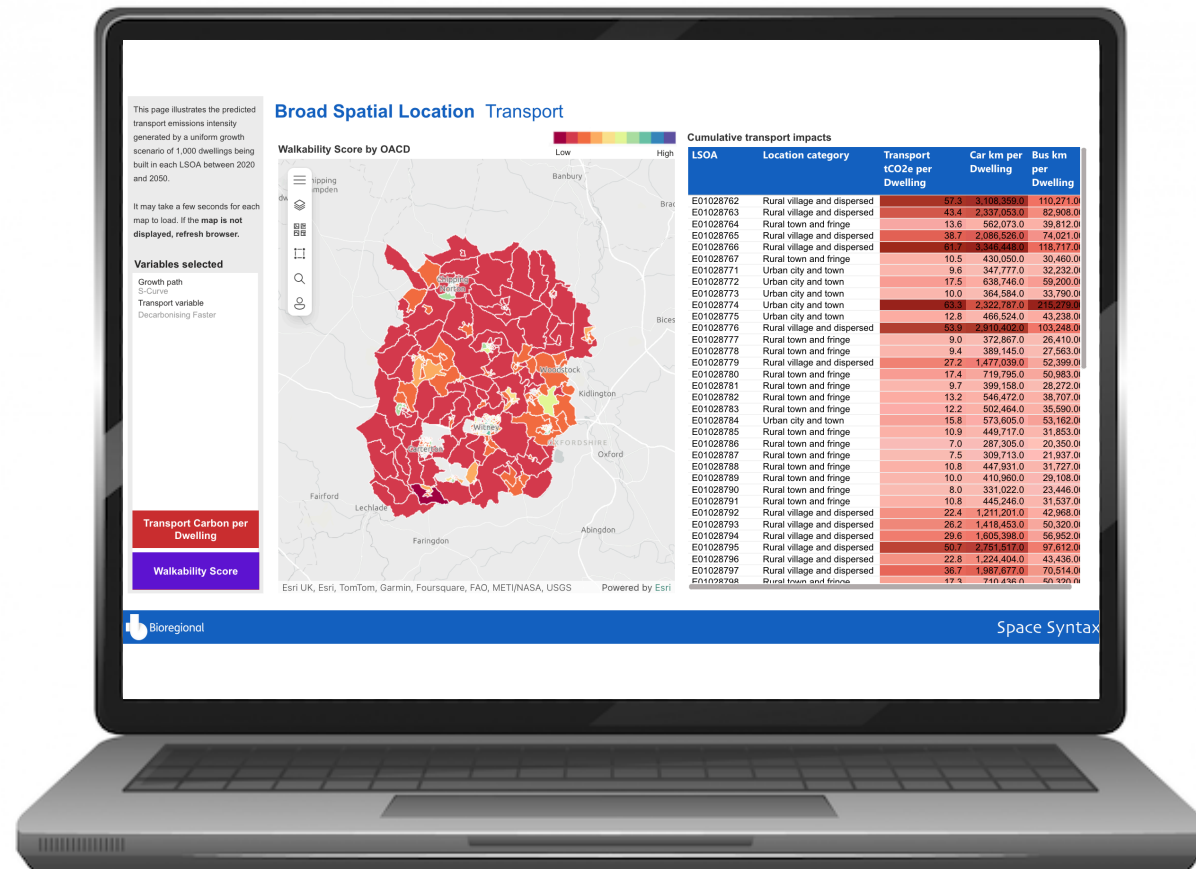 This page illustrates the predicted
transport emissions intensity
generated by a uniform growth
scenario of 1,000 dwellings being
built in each LSOA between 2020
and 2050.
It may take a few seconds for each
map to load. If the map is not
displayed, refresh browser.
Variables selected
Growth path
S-Curve
Transport variable
Decarbonising Faster
Transport Carbon per
Dwelling
Walkability Score
Broad Spatial Location Transport
Walkability Score by OACD
Low High
Banbury
Chipping
Norton
Woodstock
Kidlington
Witney
OXFORDSHIRE
Oxford
Fairford
Lechlade
Abingdon
Faringdon
Esri UK, Esri, TomTom, Garmin, Foursquare, FAO, METI/NASA, USGS Powered by Esri
Cumulative transport impacts
LSOA Location category Transport tCO2e per Dwelling Car km per Dwelling Bus km per Dwelling
E01028762 Rural village and dispersed 57.3 3,108,359.0 110,271.0
E01028763 Rural village and dispersed 43.4 2,337,053.0 82,908.0
E01028764 Rural town and fringe 13.6 562,073.0 39,812.0
E01028765 Rural village and dispersed 38.7 2,086,526.0 74,021.0
E01028766 Rural village and dispersed 61.7 3,346,448.0 118,717.0
E01028767 Rural town and fringe 10.5 430,050.0 30,460.0
E01028771 Urban city and town 9.6 347,777.0 32,232.0
E01028772 Urban city and town 17.5 638,746.0 59,200.0
E01028773 Urban city and town 10.0 364,584.0 33,790.0
E01028774 Urban city and town 63.3 2,322,787.0 215,279.0
E01028775 Urban city and town 12.8 466,524.0 43,238.0
E01028776 Rural village and dispersed 53.9 2,910,402.0 103,248.0
E01028777 Rural town and fringe 9.0 372,867.0 26,410.0
E01028778 Rural town and fringe 9.4 389,145.0 27,563.0
E01028779 Rural village and dispersed 27.2 1,477,039.0 52,399.0
E01028780 Rural town and fringe 17.4 719,795.0 50,983.0
E01028781 Rural town and fringe 9.7 399,158.0 28,272.0
E01028782 Rural town and fringe 13.2 546,472.0 38,707.0
E01028783 Rural town and fringe 12.2 502,464.0 35,590.0
E01028784 Urban city and town 15.8 573,605.0 53,162.0
E01028785 Rural town and fringe 10.9 449,717.0 31,853.0
E01028786 Rural town and fringe 7.0 287,305.0 20,350.0
E01028787 Rural town and fringe 7.5 309,713.0 21,937.0
E01028788 Rural town and fringe 10.8 447,931.0 31,727.0
E01028789 Rural town and fringe 10.0 410,960.0 29,108.0
E01028790 Rural town and fringe 8.0 331,022.0 23,446.0
E01028791 Rural town and fringe 10.8 445,246.0 31,537.0
E01028792 Rural village and dispersed 22.4 1,211,201.0 42,968.0
E01028793 Rural village and dispersed 26.2 1,418,453.0 50,320.0
E01028794 Rural village and dispersed 29.6 1,605,398.0 56,952.0
E01028795 Rural village and dispersed 50.7 2,751,517.0 97,612.0
E01028796 Rural village and dispersed 22.8 1,224,404.0 43,436.0
E01028797 Rural village and dispersed 36.7 1,987,677.0 70,514.0
E01028798 Rural town and fringe 17.3 710,436.0 50,320.0
Bioregional
Space Syntax